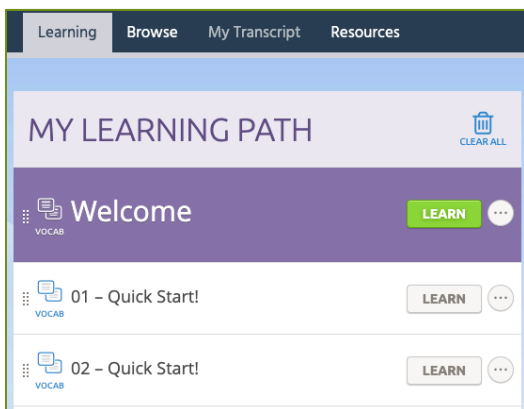 Learning Browse My Transcript Resources
MY LEARNING PATH
CLEAR ALL
Welcome
VOCAB
LEARN
01 – Quick Start!
VOCAB
LEARN
02 – Quick Start!
VOCAB
LEARN